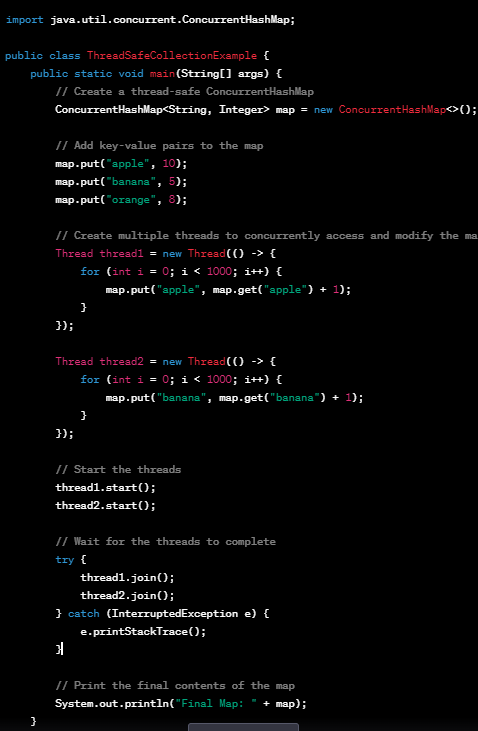 import java.util.concurrent.ConcurrentHashMap;
public class ThreadSafeCollectionExample {
public static void main(String[] args) {
// Create a thread-safe ConcurrentHashMap
ConcurrentHashMap<String, Integer> map = new ConcurrentHashMap<>();
// Add key-value pairs to the map
map.put("apple", 10);
map.put("banana", 5);
map.put("orange", 8);
// Create multiple threads to concurrently access and modify the ma
Thread thread1 = new Thread(() -> {
for (int i = 0; i < 1000; i++) {
map.put("apple", map.get("apple") + 1);
}
});
Thread thread2 = new Thread(() -> {
for (int i = 0; i < 1000; i++) {
map.put("banana", map.get("banana") + 1);
}
});
// Start the threads
thread1.start();
thread2.start();
// Wait for the threads to complete
try {
thread1.join();
thread2.join();
} catch (InterruptedException e) {
e.printStackTrace();
}
// Print the final contents of the map
System.out.println("Final Map: " + map);
}